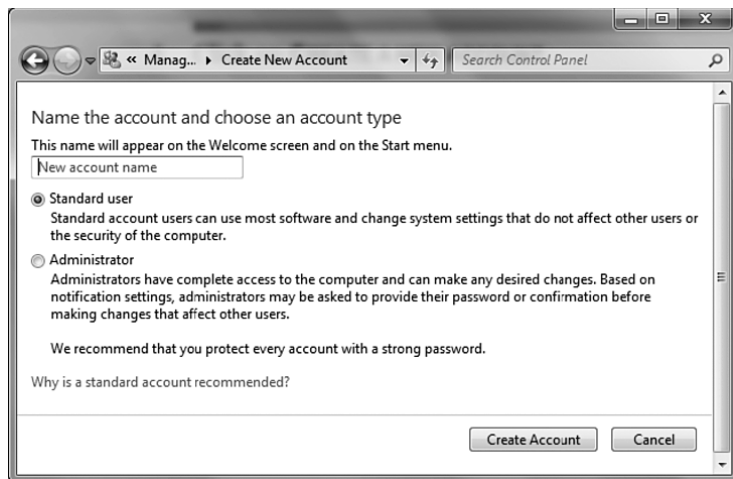 « Manag... ▸ Create New Account
Search Control Panel
Name the account and choose an account type
This name will appear on the Welcome screen and on the Start menu.
New account name
Standard user
Standard account users can use most software and change system settings that do not affect other users or
the security of the computer.
Administrator
Administrators have complete access to the computer and can make any desired changes. Based on
notification settings, administrators may be asked to provide their password or confirmation before
making changes that affect other users.
We recommend that you protect every account with a strong password.
Why is a standard account recommended?
Create Account
Cancel